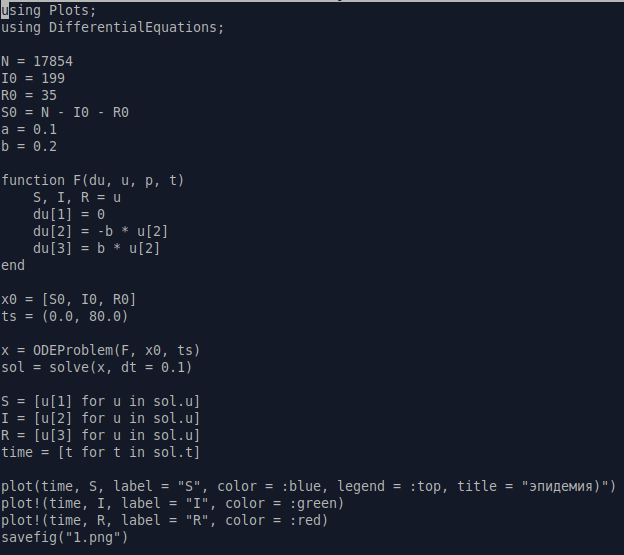 using Plots;
using DifferentialEquations;

N = 17854
I0 = 199
R0 = 35
S0 = N - I0 - R0
a = 0.1
b = 0.2

function F(du, u, p, t)
    S, I, R = u
    du[1] = 0
    du[2] = -b * u[2]
    du[3] = b * u[2]
end

x0 = [S0, I0, R0]
ts = (0.0, 80.0)

x = ODEProblem(F, x0, ts)
sol = solve(x, dt = 0.1)

S = [u[1] for u in sol.u]
I = [u[2] for u in sol.u]
R = [u[3] for u in sol.u]
time = [t for t in sol.t]

plot(time, S, label = "S", color = :blue, legend = :top, title = "эпидемия)")
plot!(time, I, label = "I", color = :green)
plot!(time, R, label = "R", color = :red)
savefig("1.png")